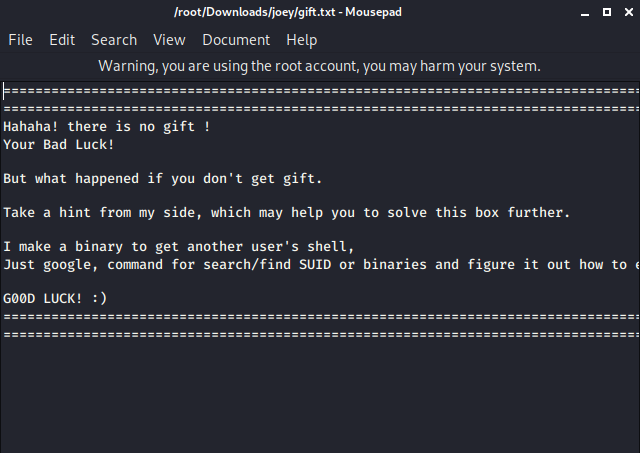 /root/Downloads/joey/gift.txt - Mousepad
File Edit Search View Document Help
Warning, you are using the root account, you may harm your system.
================================================================================
================================================================================
Hahaha! there is no gift !
Your Bad Luck!
But what happened if you don't get gift.
Take a hint from my side, which may help you to solve this box further.
I make a binary to get another user's shell,
Just google, command for search/find SUID or binaries and figure it out how to
G00D LUCK! :)
================================================================================
================================================================================